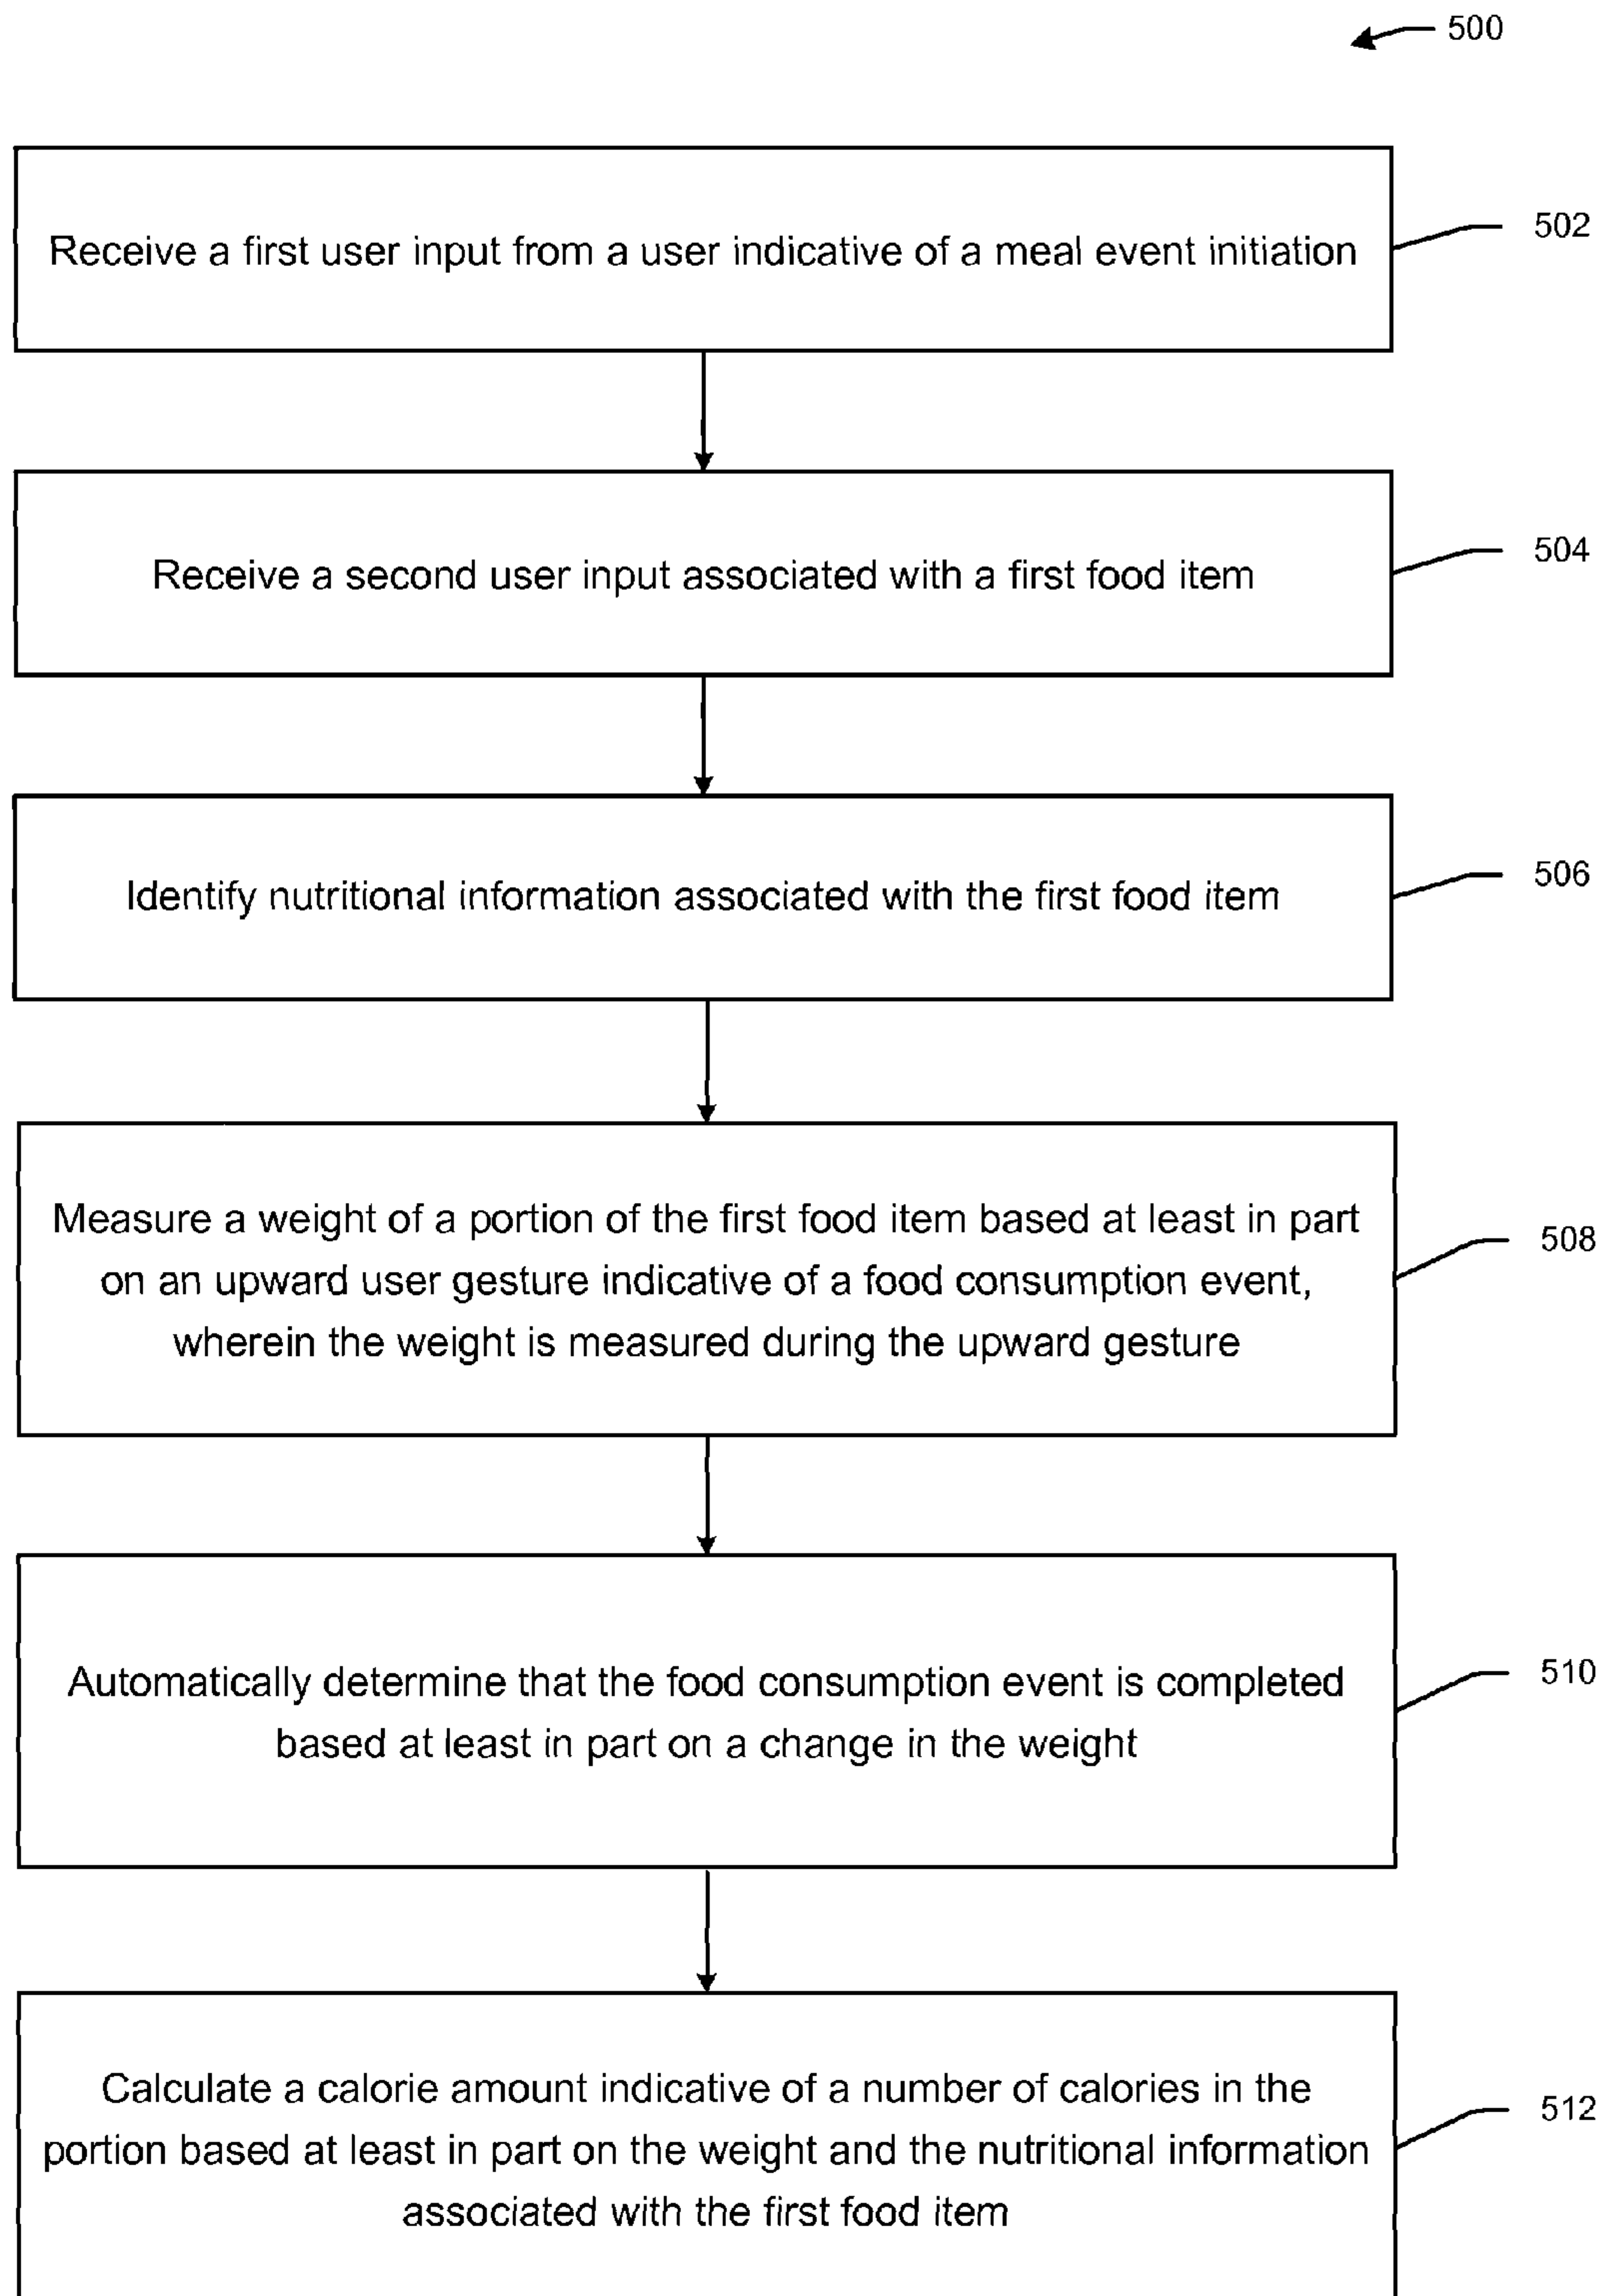 500
Receive a first user input from a user indicative of a meal event initiation
502
Receive a second user input associated with a first food item
504
Identify nutritional information associated with the first food item
506
Measure a weight of a portion of the first food item based at least in part
on an upward user gesture indicative of a food consumption event,
wherein the weight is measured during the upward gesture
508
Automatically determine that the food consumption event is completed
based at least in part on a change in the weight
510
Calculate a calorie amount indicative of a number of calories in the
portion based at least in part on the weight and the nutritional information
associated with the first food item
512